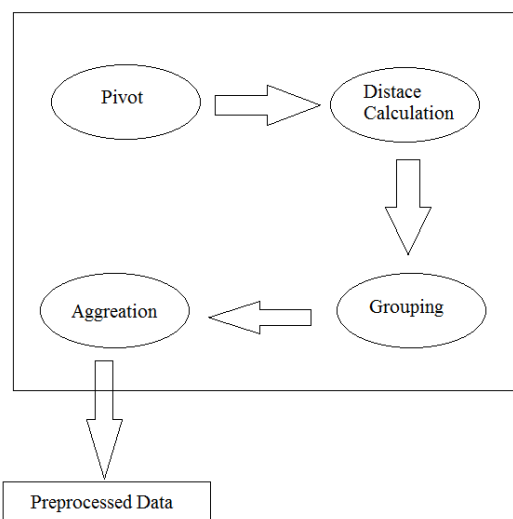 Pivot
Distace
Calculation
Grouping
Aggreation
Preprocessed Data